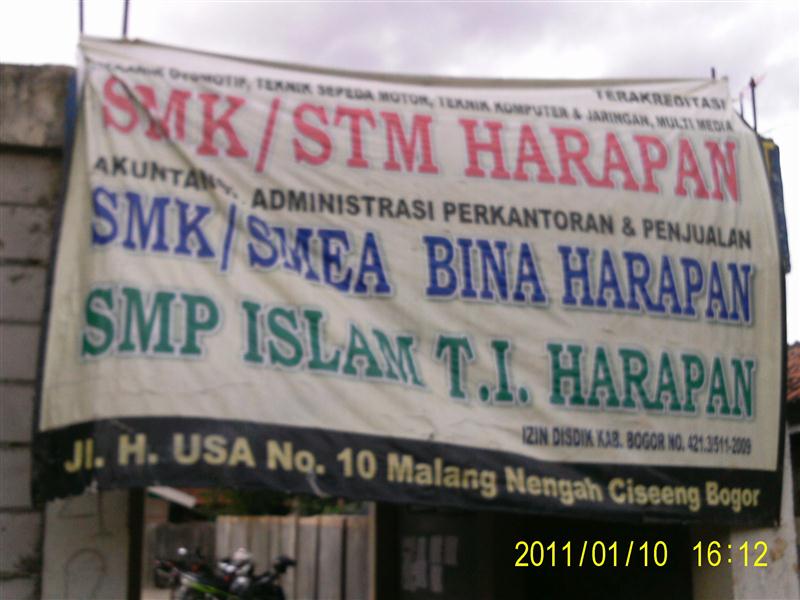 TERAKREDITASI
OTOMOTIF, TEKNIK SEPEDA MOTOR, TEKNIK KOMPUTER & JARINGAN, MULTI MEDIA
SMK/STM HARAPAN
ADMINISTRASI PERKANTORAN & PENJUALAN
SMK/SMEA BINA HARAPAN
SMP ISLAM T.I. HARAPAN
IZIN DISDIK KAB. BOGOR NO. 421.3/511-2009
Jl. H. USA No. 10 Malang Nengah Ciseeng Bogor
2011/01/10 16:12